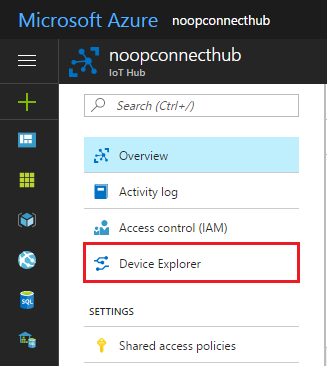 Microsoft Azure noopconnecthub
noopconnecthub
IoT Hub
Search (Ctrl+/)
Overview
Activity log
Access control (IAM)
Device Explorer
SETTINGS
Shared access policies
SQL